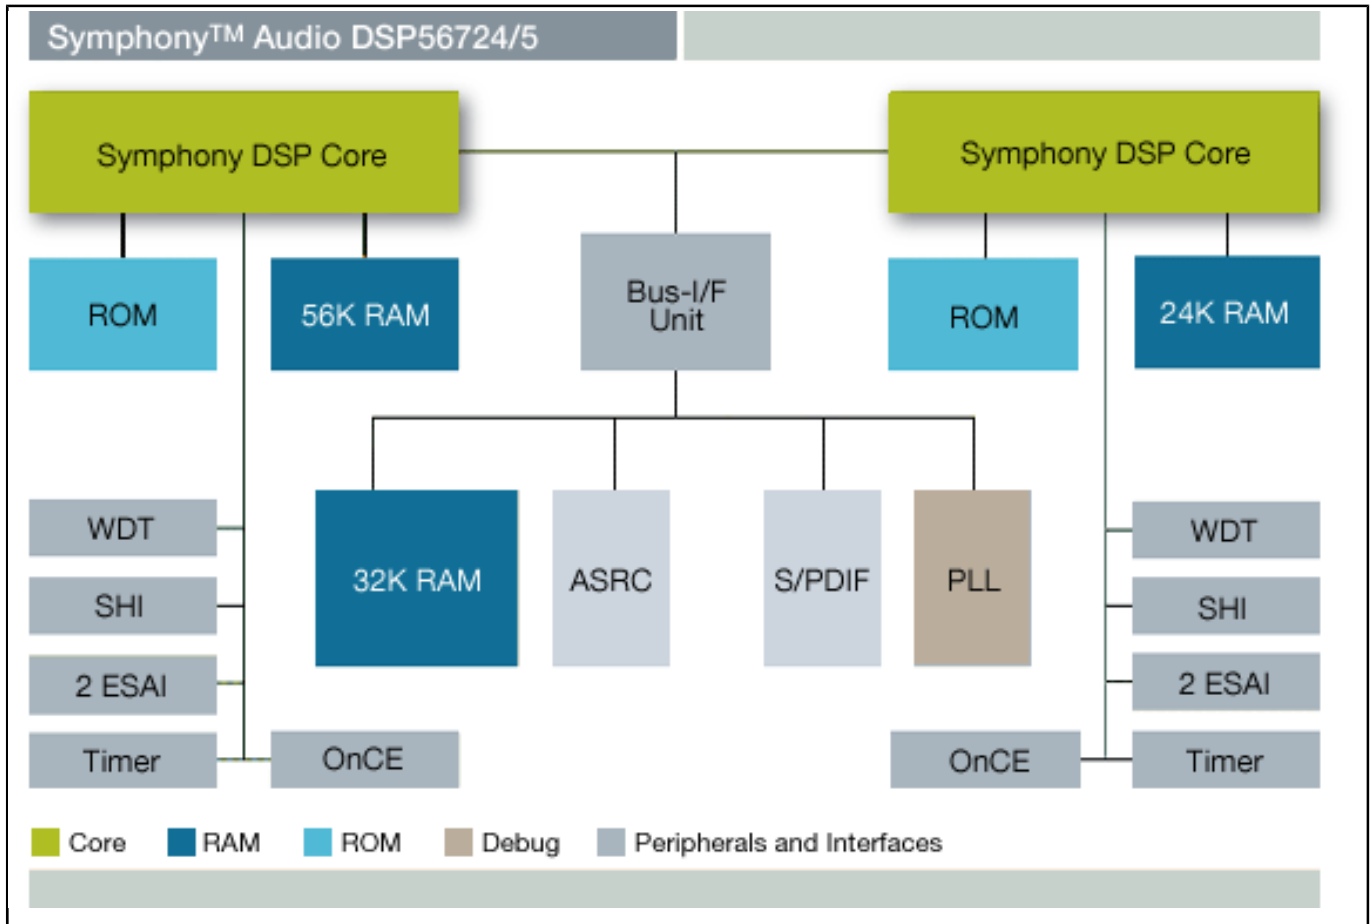 Symphony™ Audio DSP56724/5
Symphony DSP Core
Symphony DSP Core
ROM
56K RAM
Bus-I/F
Unit
ROM
24K RAM
32K RAM
ASRC
S/PDIF
PLL
WDT
SHI
2 ESAI
Timer
OnCE
WDT
SHI
2 ESAI
OnCE
Timer
Core
RAM
ROM
Debug
Peripherals and Interfaces